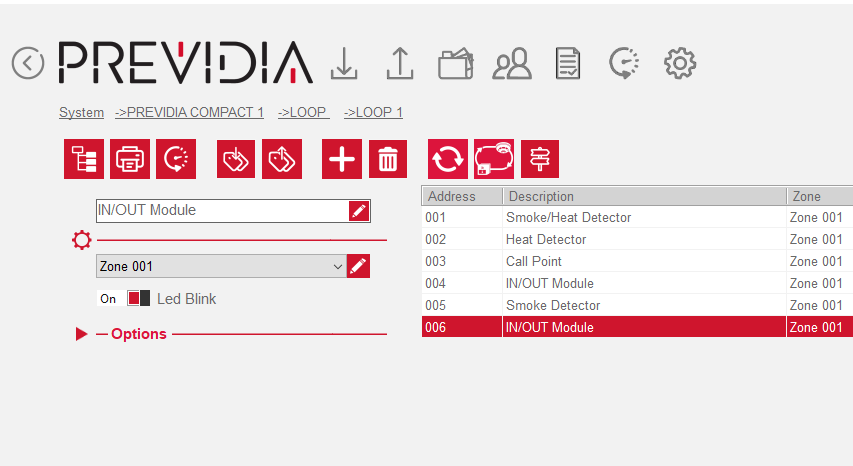 PREVIDIA
System ->PREVIDIA COMPACT 1 ->LOOP ->LOOP 1
IN/OUT Module
Zone 001
On Led Blink
Options
Address Description Zone
001 Smoke/Heat Detector Zone 001
002 Heat Detector Zone 001
003 Call Point Zone 001
004 IN/OUT Module Zone 001
005 Smoke Detector Zone 001
006 IN/OUT Module Zone 001